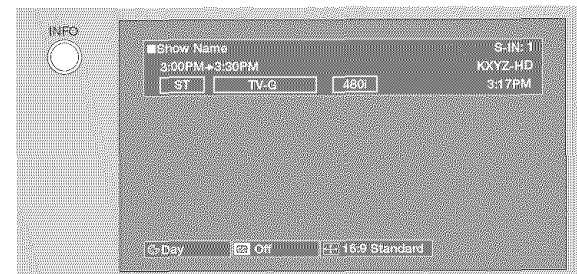 INFO
■Show Name S-IN: 1
3:00PM→3:30PM KXYZ-HD
ST TV-G 480i 3:17PM
Day CC Off 16:9 Standard